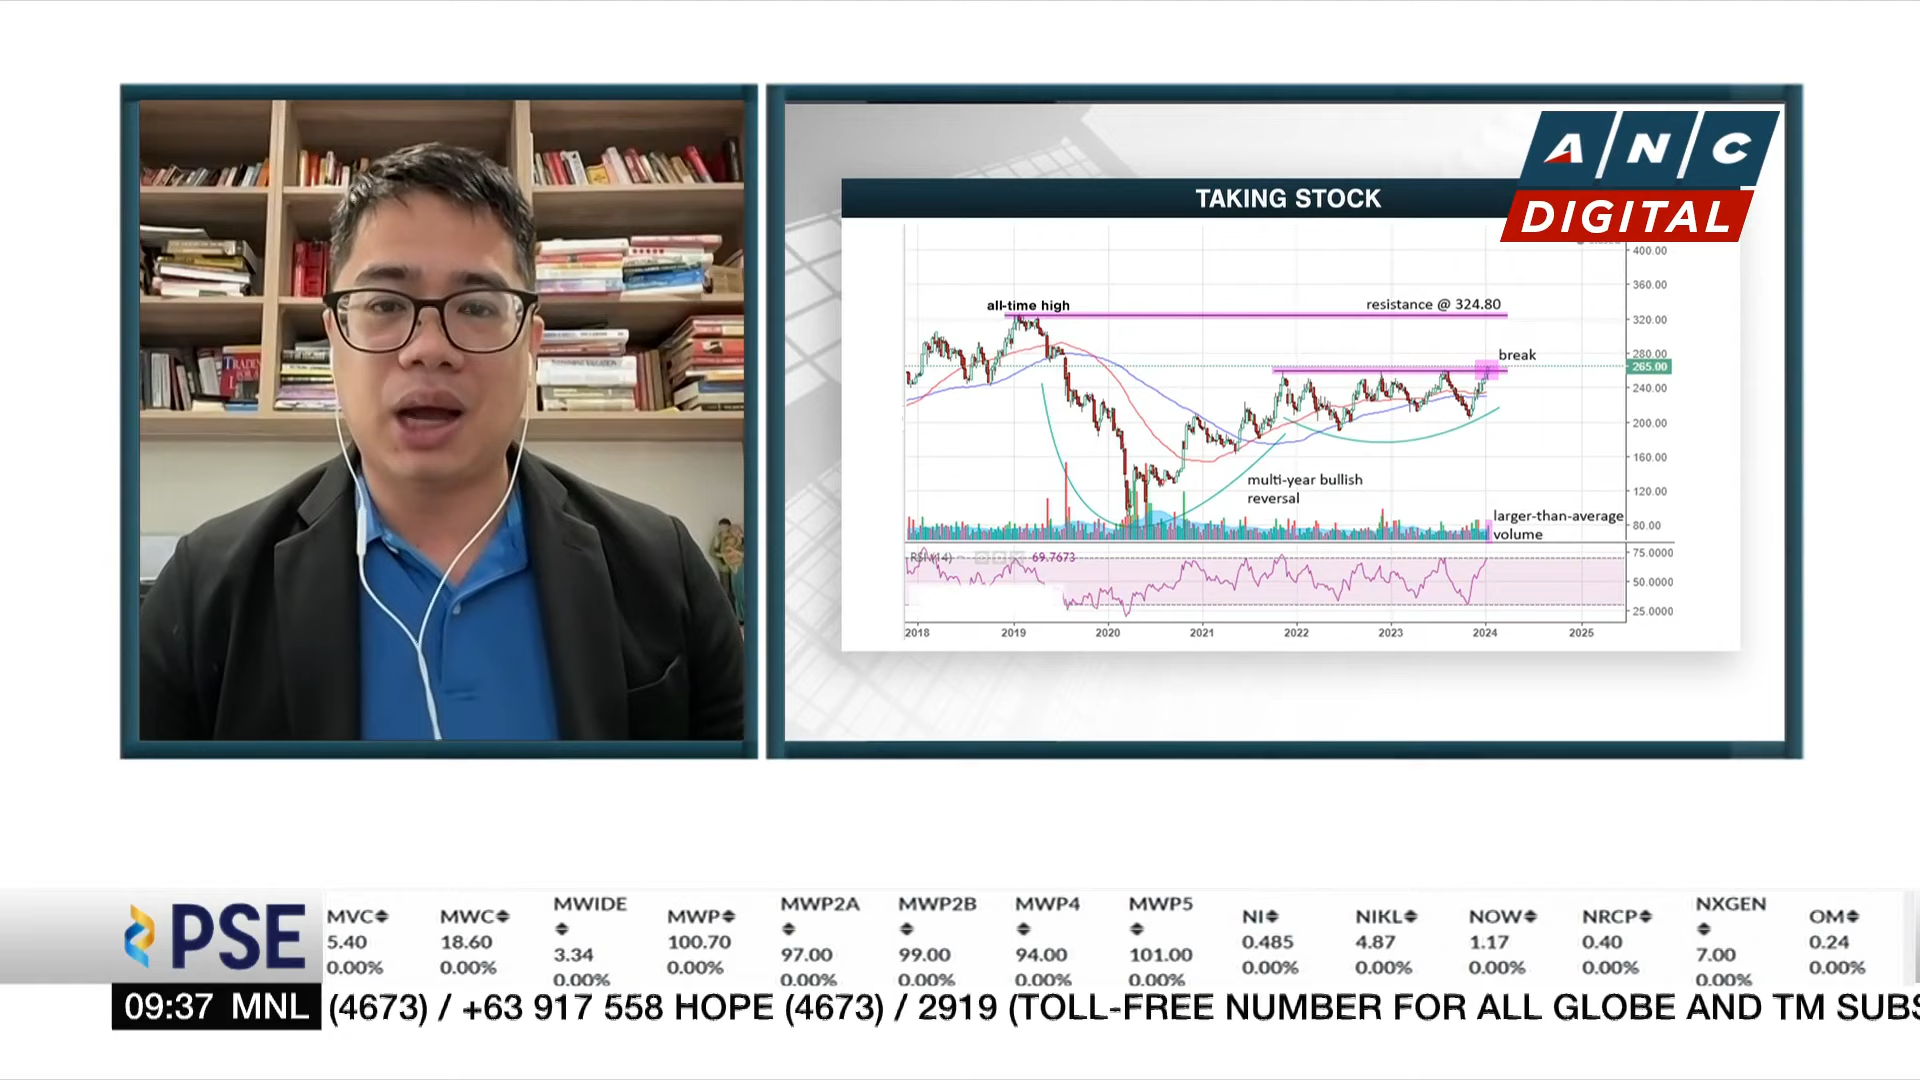 ANC
DIGITAL
TAKING STOCK
all-time high
resistance @ 324.80
break
multi-year bullish
reversal
larger-than-average
volume
400.00
360.00
320.00
280.00
265.00
240.00
200.00
160.00
120.00
80.00
RSI (14)
69.7673
75.0000
50.0000
25.0000
2018 2019 2020 2021 2022 2023 2024 2025
PSE
MVC 5.40 0.00%
MWC 18.60 0.00%
MWIDE 3.34 0.00%
MWP 100.70 0.00%
MWP2A 97.00 0.00%
MWP2B 99.00 0.00%
MWP4 94.00 0.00%
MWP5 101.00 0.00%
NI 0.485 0.00%
NIKL 4.87 0.00%
NOW 1.17 0.00%
NRCP 0.40 0.00%
NXGEN 7.00 0.00%
OM 0.24 0.00%
09:37 MNL
(4673) / +63 917 558 HOPE (4673) / 2919 (TOLL-FREE NUMBER FOR ALL GLOBE AND TM SUBS